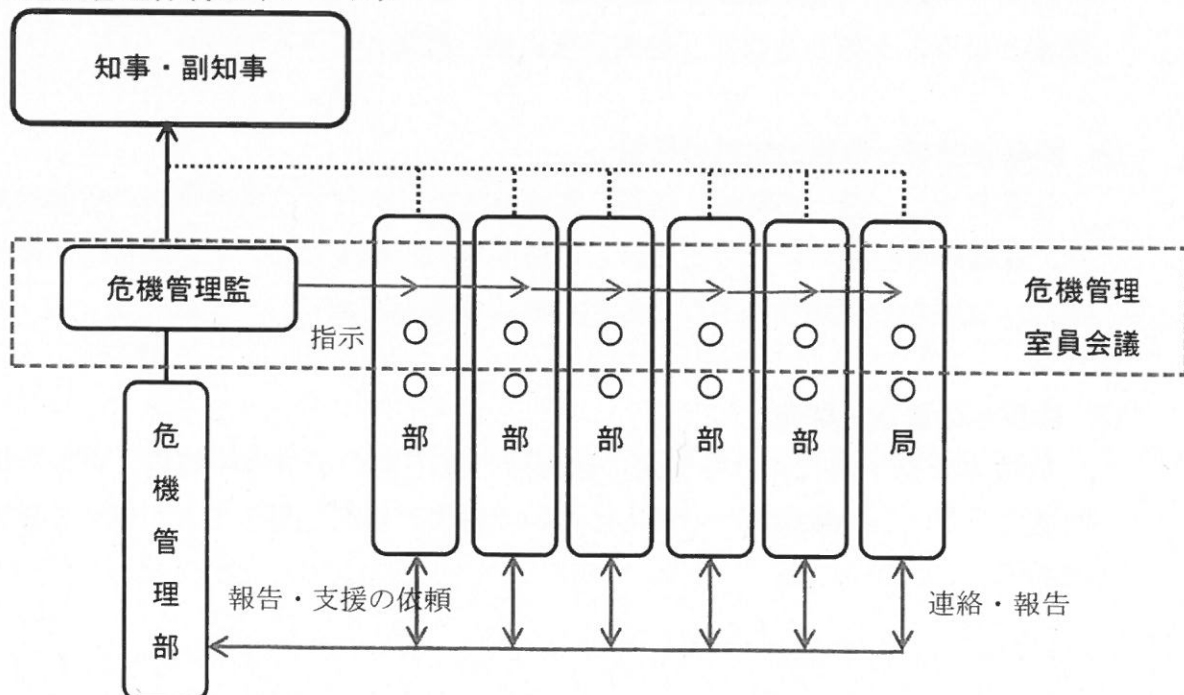 知事・副知事
危機管理監
危機管理
室員会議
指示
○ ○ ○ ○ ○ ○
○ ○ ○ ○ ○ ○
部 部 部 部 部 局
危機管理部
報告・支援の依頼
連絡・報告